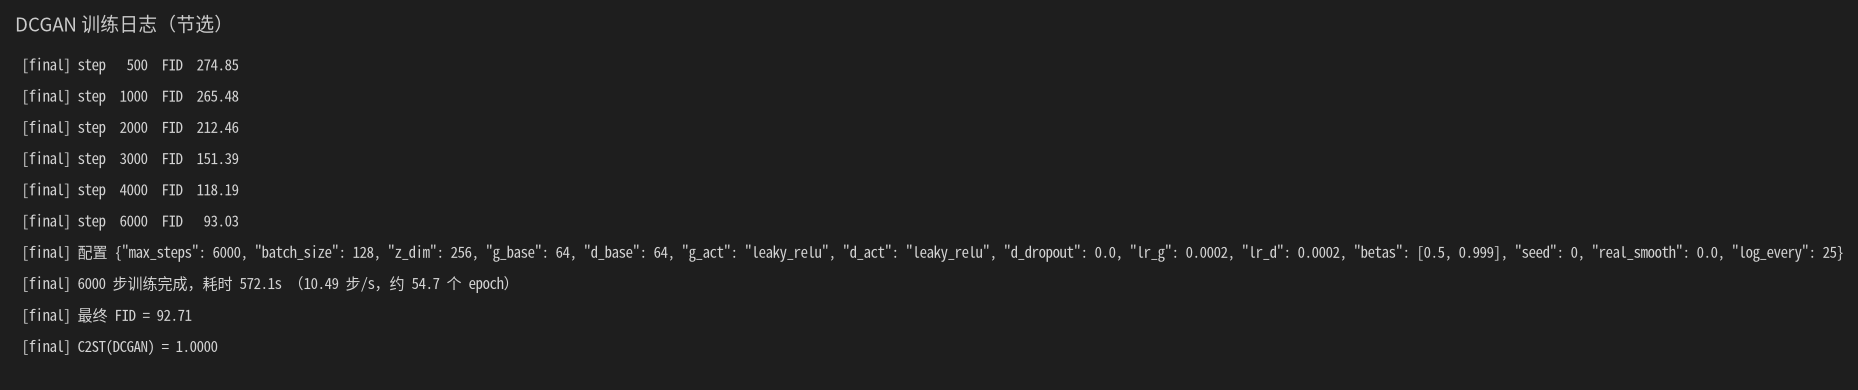 DCGAN 训练日志（节选）
[final] step   500  FID  274.85
[final] step  1000  FID  265.48
[final] step  2000  FID  212.46
[final] step  3000  FID  151.39
[final] step  4000  FID  118.19
[final] step  6000  FID   93.03
[final] 配置 {"max_steps": 6000, "batch_size": 128, "z_dim": 256, "g_base": 64, "d_base": 64, "g_act": "leaky_relu", "d_act": "leaky_relu", "d_dropout": 0.0, "lr_g": 0.0002, "lr_d": 0.0002, "betas": [0.5, 0.999], "seed": 0, "real_smooth": 0.0, "log_every": 25}
[final] 6000 步训练完成，耗时 572.1s （10.49 步/s，约 54.7 个 epoch）
[final] 最终 FID = 92.71
[final] C2ST(DCGAN) = 1.0000